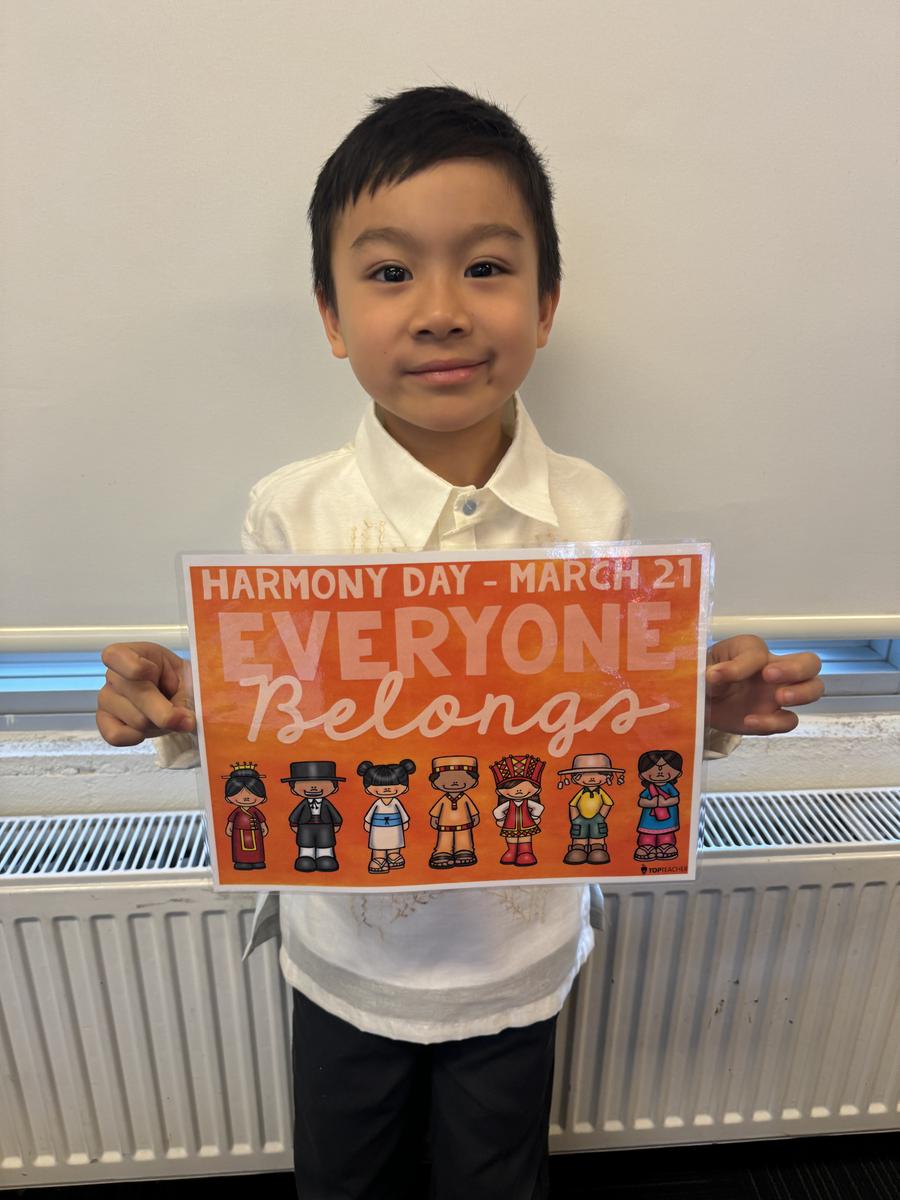 HARMONY DAY - MARCH 21
EVERYONE
Belongs
TOPTEACHER